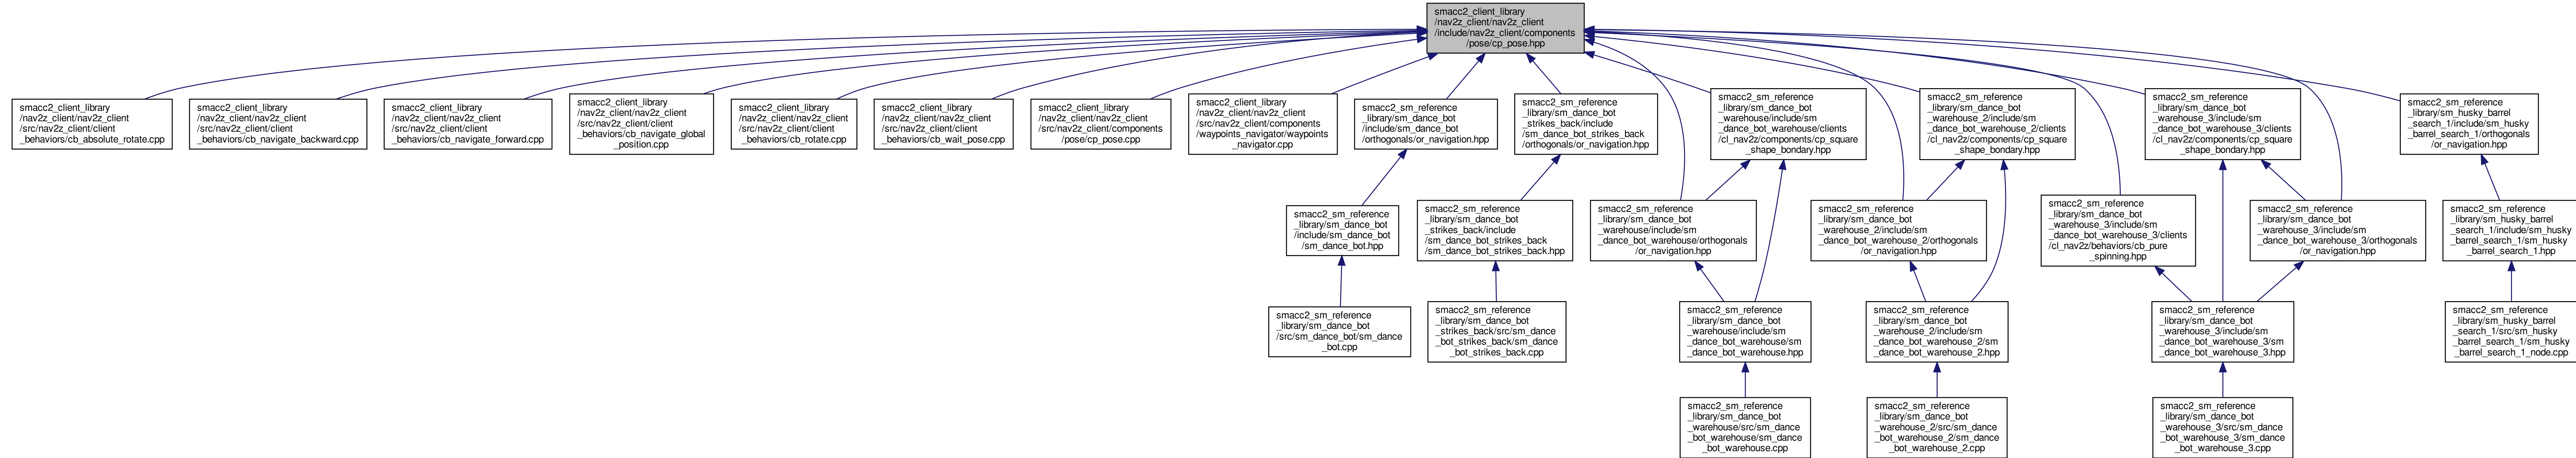 smacc2_client_library
/nav2z_client/nav2z_client
/include/nav2z_client/components
/pose/cp_pose.hpp
smacc2_client_library
/nav2z_client/nav2z_client
/src/nav2z_client/client
_behaviors/cb_absolute_rotate.cpp
smacc2_client_library
/nav2z_client/nav2z_client
/src/nav2z_client/client
_behaviors/cb_navigate_backward.cpp
smacc2_client_library
/nav2z_client/nav2z_client
/src/nav2z_client/client
_behaviors/cb_navigate_forward.cpp
smacc2_client_library
/nav2z_client/nav2z_client
/src/nav2z_client/client
_behaviors/cb_navigate_global
_position.cpp
smacc2_client_library
/nav2z_client/nav2z_client
/src/nav2z_client/client
_behaviors/cb_rotate.cpp
smacc2_client_library
/nav2z_client/nav2z_client
/src/nav2z_client/client
_behaviors/cb_wait_pose.cpp
smacc2_client_library
/nav2z_client/nav2z_client
/src/nav2z_client/components
/pose/cp_pose.cpp
smacc2_client_library
/nav2z_client/nav2z_client
/src/nav2z_client/components
/waypoints_navigator/waypoints
_navigator.cpp
smacc2_sm_reference
_library/sm_dance_bot
/include/sm_dance_bot
/orthogonals/or_navigation.hpp
smacc2_sm_reference
_library/sm_dance_bot
_strikes_back/include
/sm_dance_bot_strikes_back
/orthogonals/or_navigation.hpp
smacc2_sm_reference
_library/sm_dance_bot
_warehouse/include/sm
_dance_bot_warehouse/clients
/cl_nav2z/components/cp_square
_shape_bondary.hpp
smacc2_sm_reference
_library/sm_dance_bot
_warehouse_2/include/sm
_dance_bot_warehouse_2/clients
/cl_nav2z/components/cp_square
_shape_bondary.hpp
smacc2_sm_reference
_library/sm_dance_bot
_warehouse_3/include/sm
_dance_bot_warehouse_3/clients
/cl_nav2z/components/cp_square
_shape_bondary.hpp
smacc2_sm_reference
_library/sm_husky_barrel
_search_1/include/sm_husky
_barrel_search_1/orthogonals
/or_navigation.hpp
smacc2_sm_reference
_library/sm_dance_bot
/include/sm_dance_bot
/sm_dance_bot.hpp
smacc2_sm_reference
_library/sm_dance_bot
_strikes_back/include
/sm_dance_bot_strikes_back
/sm_dance_bot_strikes_back.hpp
smacc2_sm_reference
_library/sm_dance_bot
_warehouse/include/sm
_dance_bot_warehouse/orthogonals
/or_navigation.hpp
smacc2_sm_reference
_library/sm_dance_bot
_warehouse_2/include/sm
_dance_bot_warehouse_2/orthogonals
/or_navigation.hpp
smacc2_sm_reference
_library/sm_dance_bot
_warehouse_3/include/sm
_dance_bot_warehouse_3/clients
/cl_nav2z/behaviors/cb_pure
_spinning.hpp
smacc2_sm_reference
_library/sm_dance_bot
_warehouse_3/include/sm
_dance_bot_warehouse_3/orthogonals
/or_navigation.hpp
smacc2_sm_reference
_library/sm_husky_barrel
_search_1/include/sm_husky
_barrel_search_1/sm_husky
_barrel_search_1.hpp
smacc2_sm_reference
_library/sm_dance_bot
/src/sm_dance_bot/sm_dance
_bot.cpp
smacc2_sm_reference
_library/sm_dance_bot
_strikes_back/src/sm_dance
_bot_strikes_back/sm_dance
_bot_strikes_back.cpp
smacc2_sm_reference
_library/sm_dance_bot
_warehouse/include/sm
_dance_bot_warehouse/sm
_dance_bot_warehouse.hpp
smacc2_sm_reference
_library/sm_dance_bot
_warehouse_2/include/sm
_dance_bot_warehouse_2/sm
_dance_bot_warehouse_2.hpp
smacc2_sm_reference
_library/sm_dance_bot
_warehouse_3/include/sm
_dance_bot_warehouse_3/sm
_dance_bot_warehouse_3.hpp
smacc2_sm_reference
_library/sm_husky_barrel
_search_1/src/sm_husky
_barrel_search_1/sm_husky
_barrel_search_1_node.cpp
smacc2_sm_reference
_library/sm_dance_bot
_warehouse/src/sm_dance
_bot_warehouse/sm_dance
_bot_warehouse.cpp
smacc2_sm_reference
_library/sm_dance_bot
_warehouse_2/src/sm_dance
_bot_warehouse_2/sm_dance
_bot_warehouse_2.cpp
smacc2_sm_reference
_library/sm_dance_bot
_warehouse_3/src/sm_dance
_bot_warehouse_3/sm_dance
_bot_warehouse_3.cpp